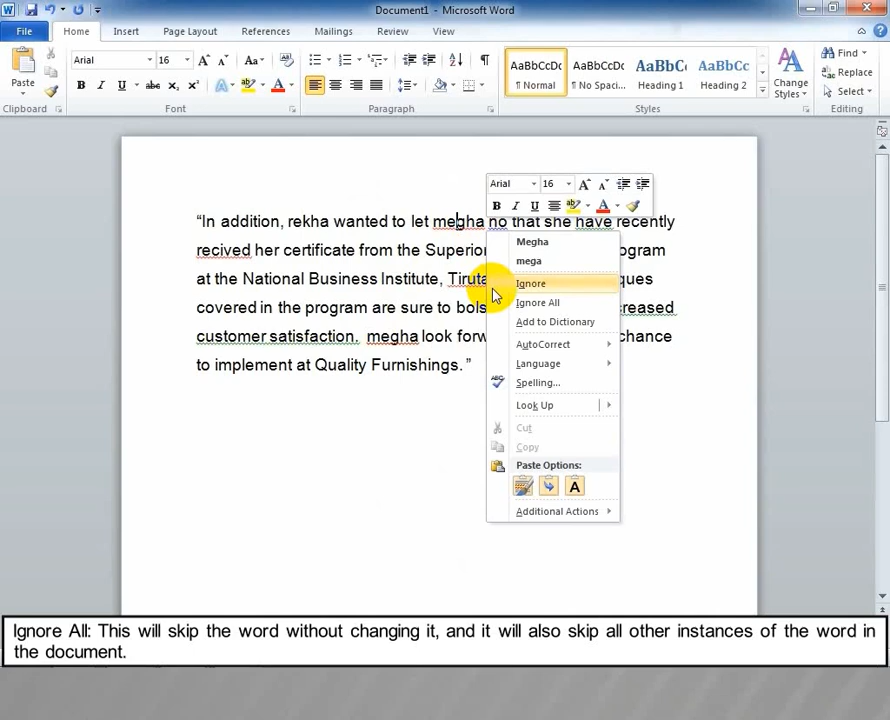 Document1 - Microsoft Word
File Home Insert Page Layout References Mailings Review View
Paste
Clipboard
Arial 16
Font
Paragraph
AaBbCcDc AaBbCcDc AaBbCc AaBbCc
¶ Normal ¶ No Spaci... Heading 1 Heading 2
Change Styles
Styles
Find
Replace
Select
Editing
Arial 16
“In addition, rekha wanted to let megha no that she have recently
recived her certificate from the Superior ogram
at the National Business Institute, Tiruta ques
covered in the program are sure to bols creased
customer satisfaction. megha look forw chance
to implement at Quality Furnishings.”
Megha
mega
Ignore
Ignore All
Add to Dictionary
AutoCorrect
Language
Spelling...
Look Up
Cut
Copy
Paste Options:
Additional Actions
Ignore All: This will skip the word without changing it, and it will also skip all other instances of the word in
the document.